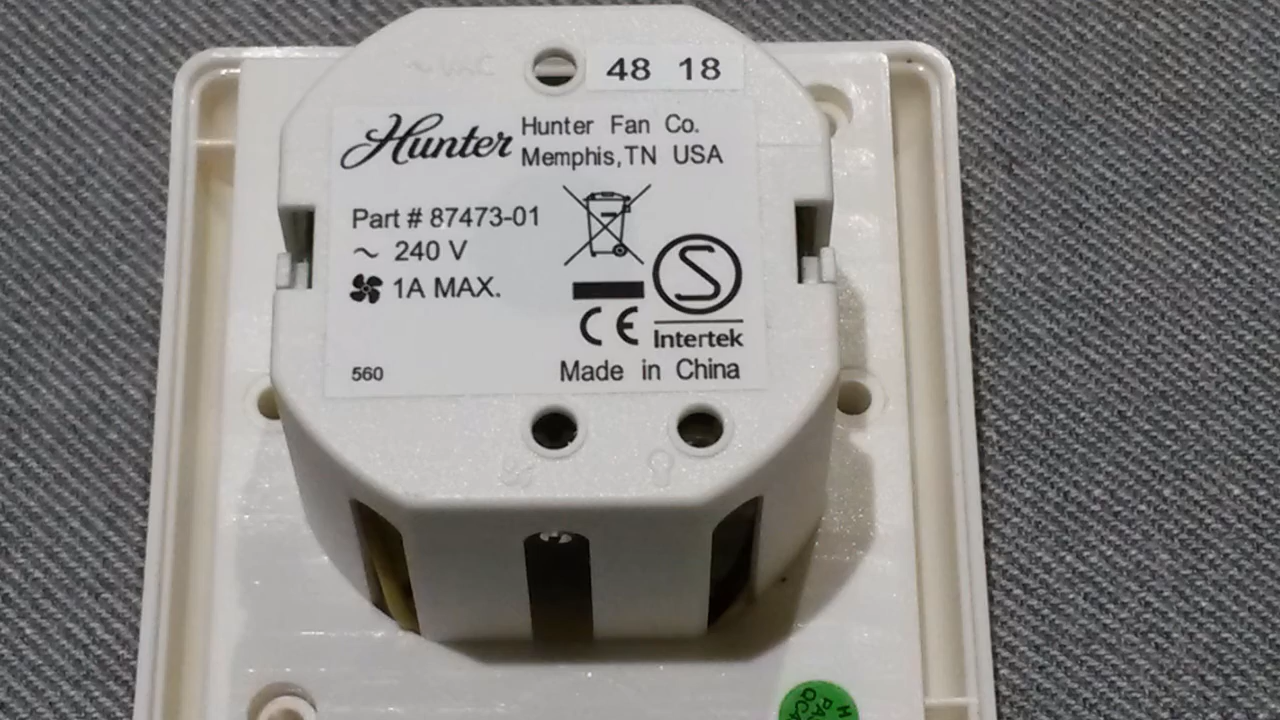 ~ VAC
48 18
Hunter
Hunter Fan Co.
Memphis,TN USA
Part # 87473-01
~ 240 V
1A MAX.
S
CE
Intertek
560
Made in China